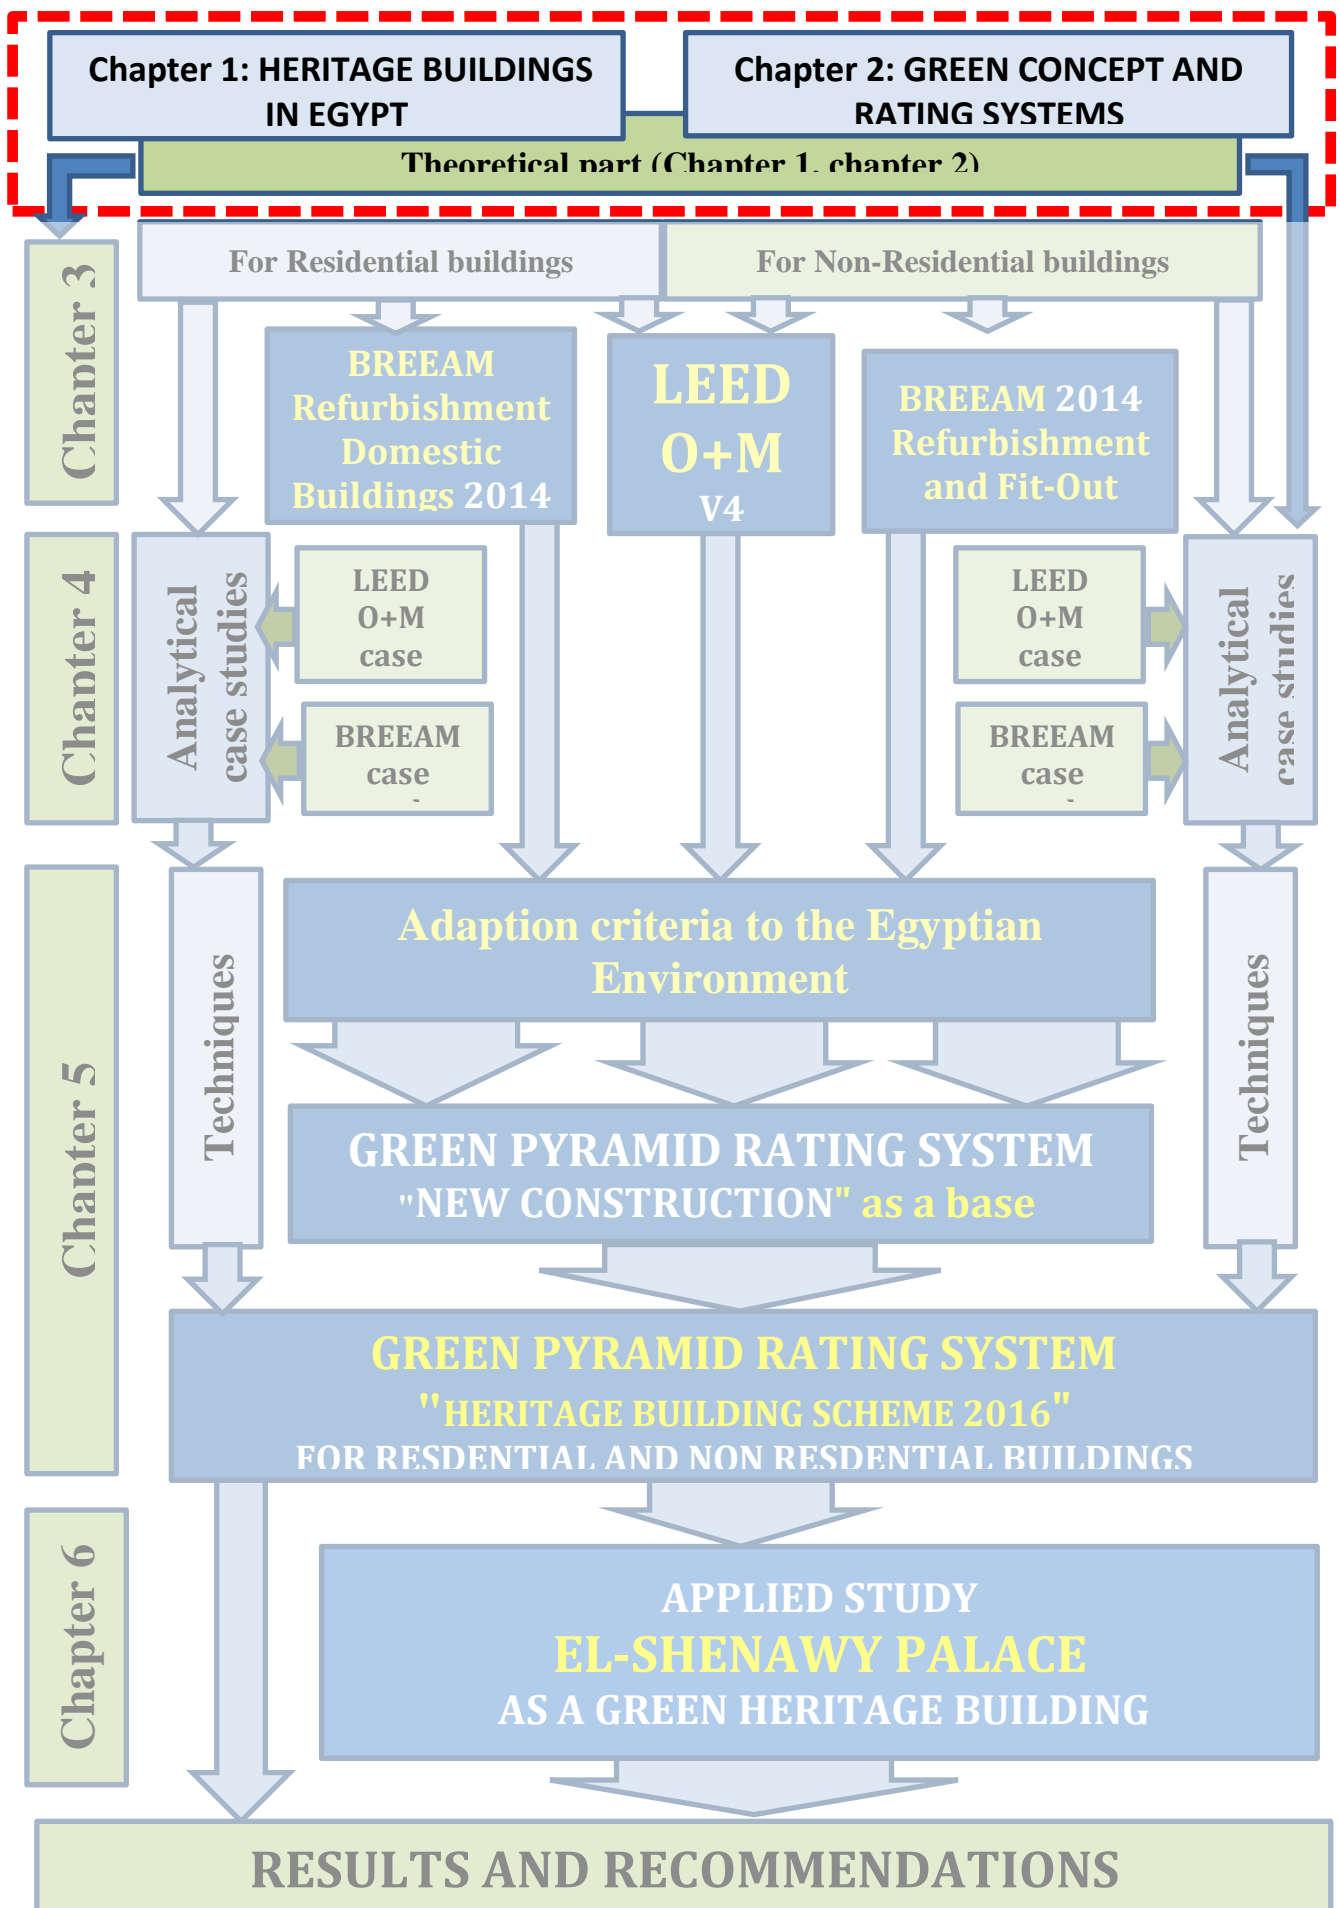 Chapter 1: HERITAGE BUILDINGS
IN EGYPT
Chapter 2: GREEN CONCEPT AND
RATING SYSTEMS
Theoretical part (Chapter 1, chapter 2)
For Residential buildings
For Non-Residential buildings
Chapter 3
BREEAM
Refurbishment
Domestic
Buildings 2014
LEED
O+M
V4
BREEAM 2014
Refurbishment
and Fit-Out
Chapter 4
Analytical
case studies
LEED
O+M
case
BREEAM
case
LEED
O+M
case
BREEAM
case
Analytical
case studies
Chapter 5
Techniques
Adaption criteria to the Egyptian
Environment
Techniques
GREEN PYRAMID RATING SYSTEM
"NEW CONSTRUCTION" as a base
GREEN PYRAMID RATING SYSTEM
"HERITAGE BUILDING SCHEME 2016"
FOR RESDENTIAL AND NON RESDENTIAL BUILDINGS
Chapter 6
APPLIED STUDY
EL-SHENAWY PALACE
AS A GREEN HERITAGE BUILDING
RESULTS AND RECOMMENDATIONS